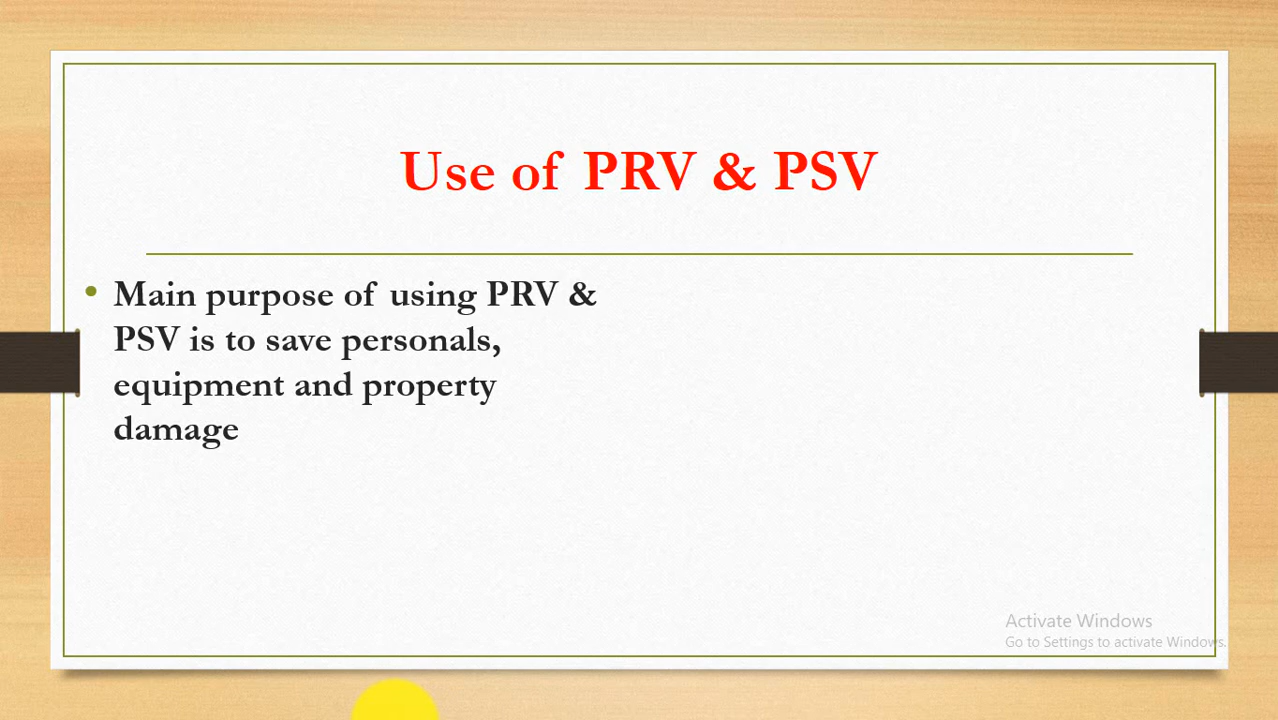 Use of PRV & PSV
• Main purpose of using PRV &
PSV is to save personals,
equipment and property
damage
Activate Windows
Go to Settings to activate Windows.